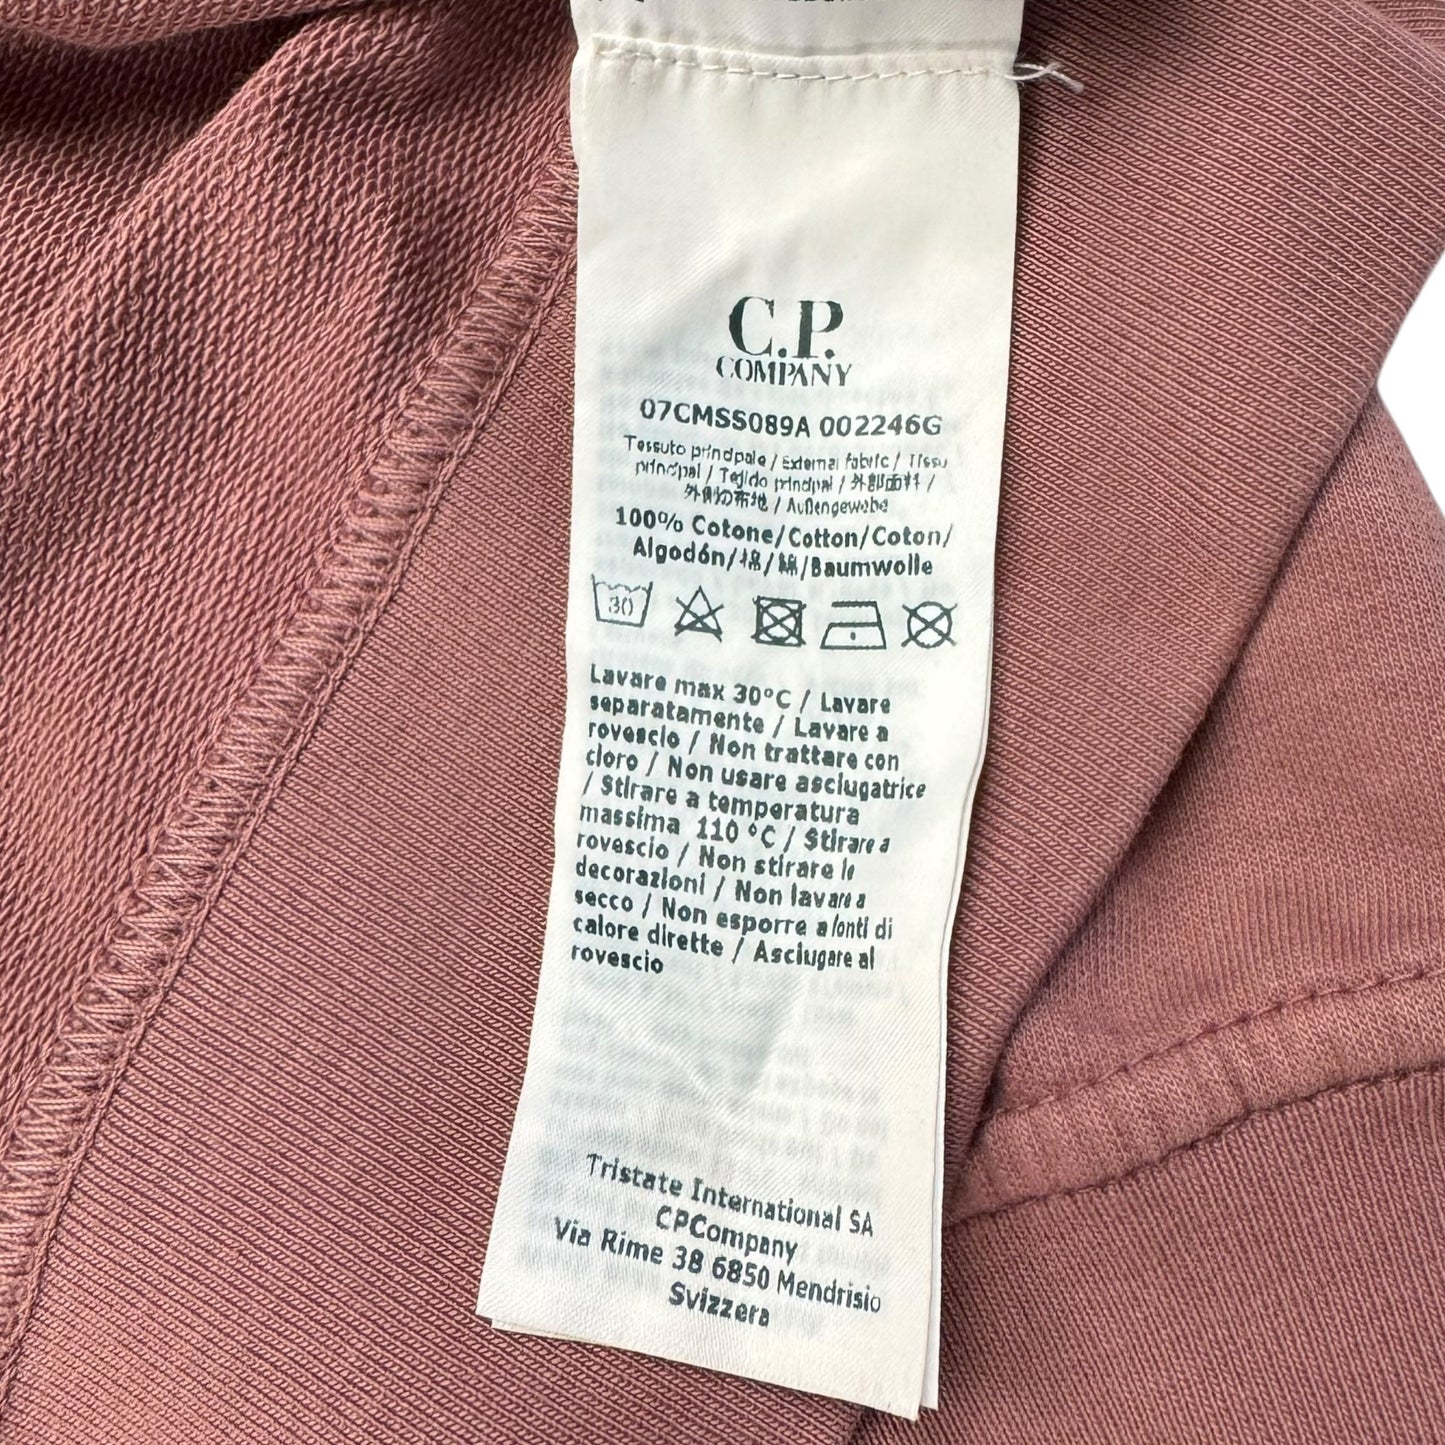 C.P.
COMPANY
07CMSS089A 002246G
Tessuto principale / External fabric / Tissu
principal / Tejido principal / 外部面料 /
外側の布地 / Außengewebe
100% Cotone/Cotton/Coton/
Algodón/棉/綿/Baumwolle
30
Lavare max 30°C / Lavare
separatamente / Lavare a
rovescio / Non trattare con
cloro / Non usare asciugatrice
/ Stirare a temperatura
massima 110 °C / Stirare a
rovescio / Non stirare le
decorazioni / Non lavare a
secco / Non esporre a fonti di
calore dirette / Asciugare al
rovescio
Tristate International SA
CPCompany
Via Rime 38 6850 Mendrisio
Svizzera